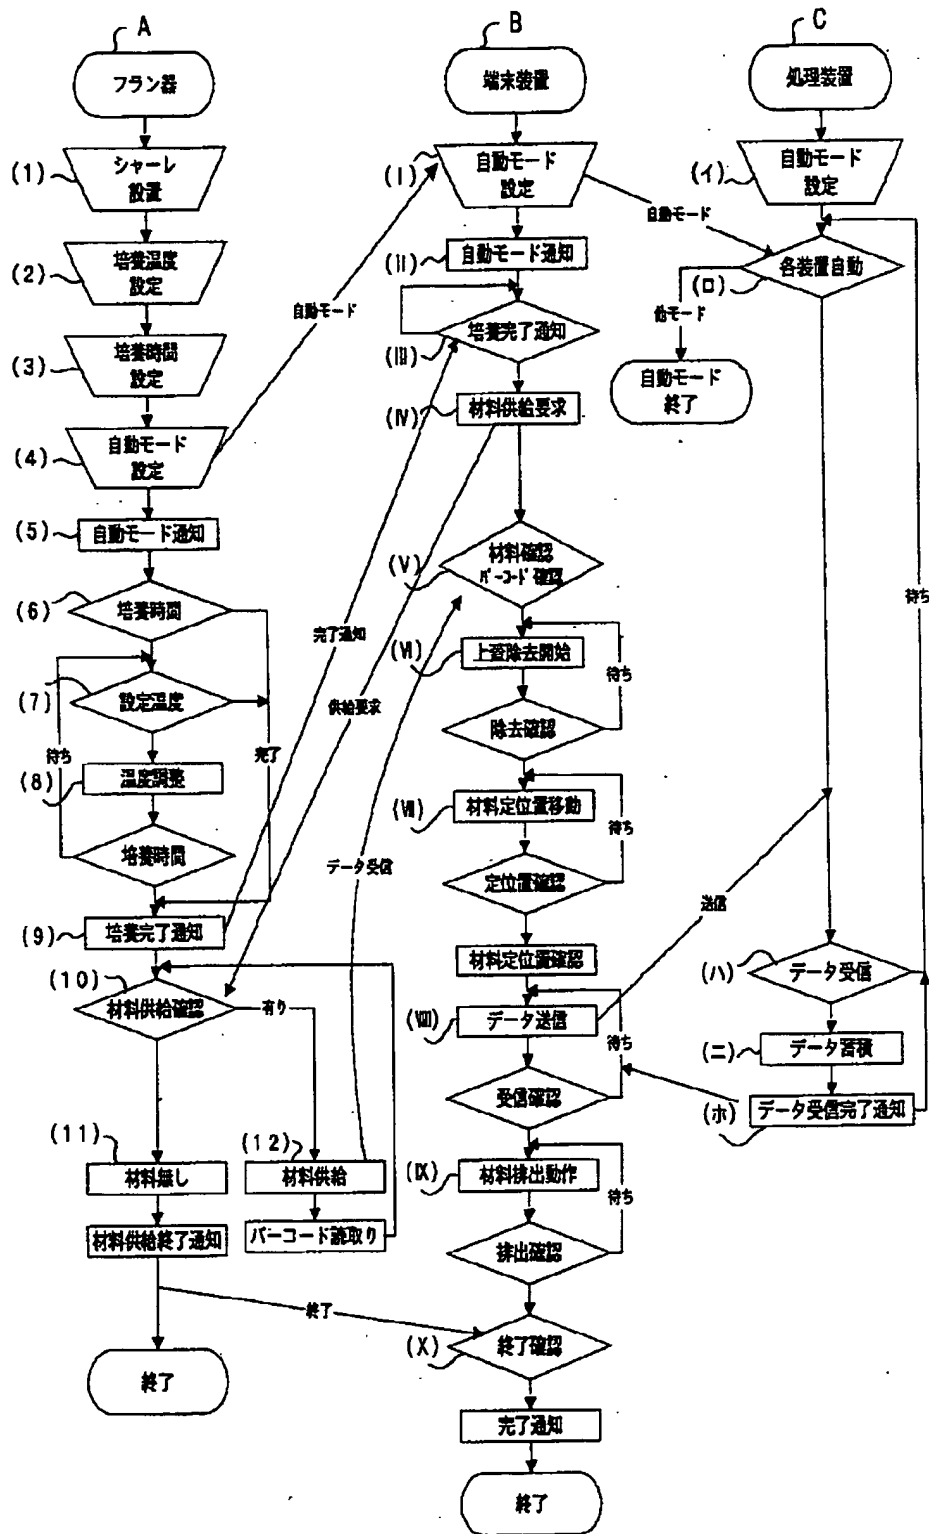 A
フラン器
(1)
シャーレ
設置
(2)
培養温度
設定
(3)
培養時間
設定
(4)
自動モード
設定
自動モード
(5)
自動モード通知
(6)
培養時間
(7)
設定温度
待ち
完了
(8)
温度調整
培養時間
(9)
培養完了通知
完了通知
(10)
材料供給確認
有り
(11)
材料無し
材料供給終了通知
(12)
材料供給
バーコード読取り
終了
終了
B
端末装置
(I)
自動モード
設定
自動モード
(II)
自動モード通知
(III)
培養完了通知
(IV)
材料供給要求
供給要求
(V)
材料確認
バーコード確認
データ受信
(VI)
上蓋除去開始
待ち
除去確認
(VII)
材料定位置移動
待ち
定位置確認
材料定位置確認
(VIII)
データ送信
送信
待ち
受信確認
(IX)
材料排出動作
待ち
排出確認
(X)
終了確認
完了通知
終了
C
処理装置
(イ)
自動モード
設定
(ロ)
各装置自動
他モード
自動モード
終了
待ち
(ハ)
データ受信
(ニ)
データ蓄積
(ホ)
データ受信完了通知